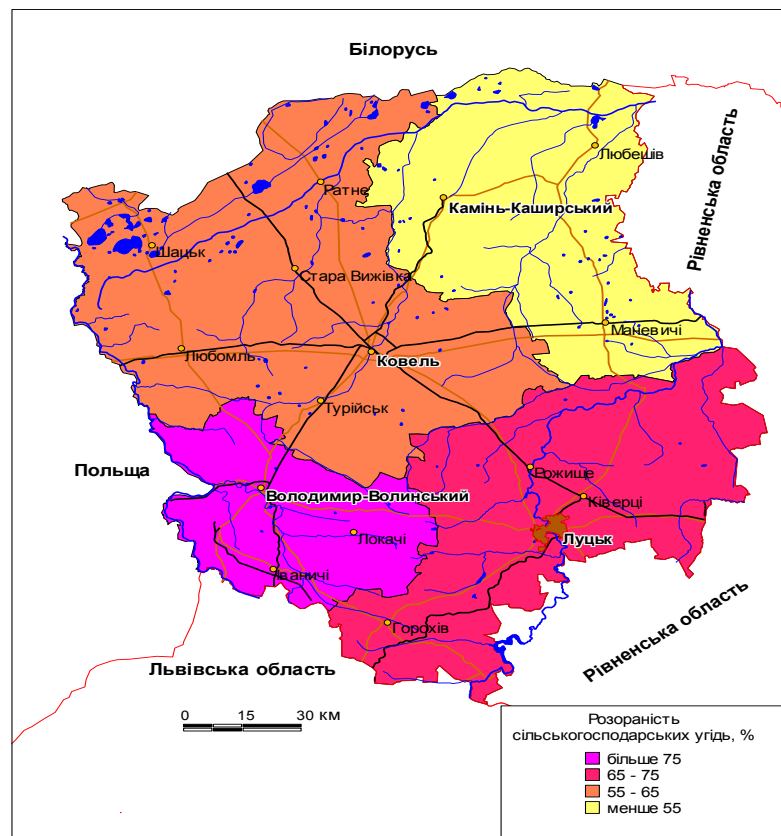 Білорусь
Рівненська область
Любешів
Ратне
Камінь-Каширський
Шацьк
Стара Вижівка
Маневичі
Любомль
Ковель
Турійськ
Польща
Рожище
Володимир-Волинський
Ківерці
Локачі
Луцьк
Іваничі
Горохів
Рівненська область
Львівська область
0 15 30 км
Розораність
сільськогосподарських угідь, %
більше 75
65 - 75
55 - 65
менше 55